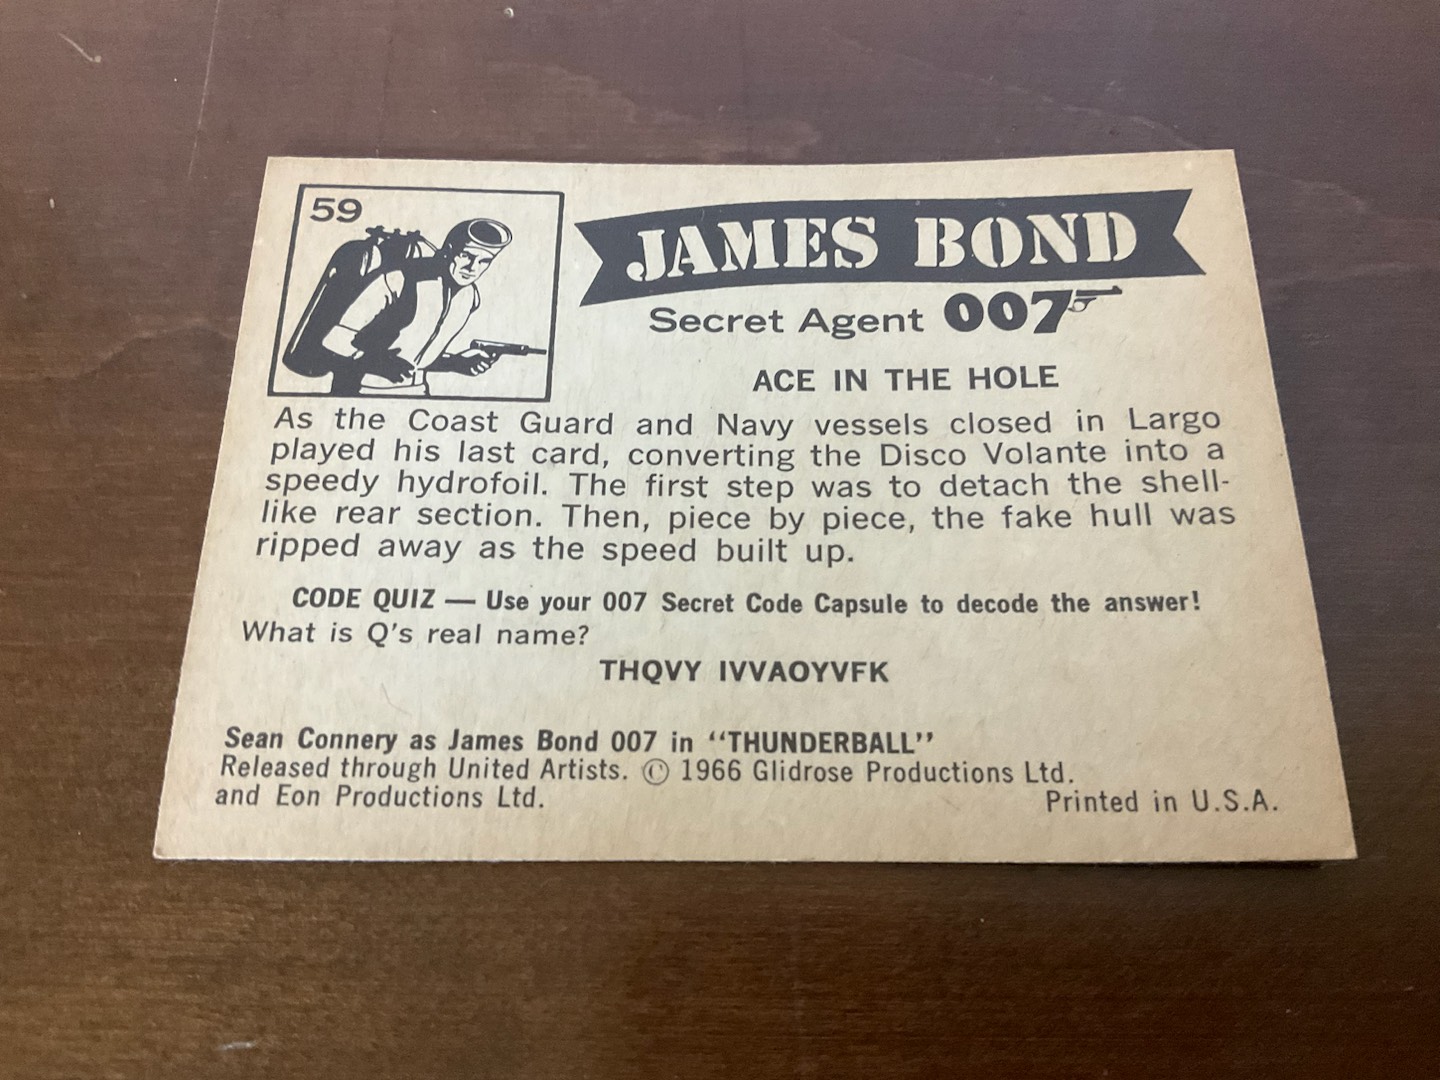 59
JAMES BOND
Secret Agent 007
ACE IN THE HOLE
As the Coast Guard and Navy vessels closed in Largo
played his last card, converting the Disco Volante into a
speedy hydrofoil. The first step was to detach the shell-
like rear section. Then, piece by piece, the fake hull was
ripped away as the speed built up.
CODE QUIZ — Use your 007 Secret Code Capsule to decode the answer!
What is Q's real name?
THQVY IVVAOYVFK
Sean Connery as James Bond 007 in “THUNDERBALL”
Released through United Artists. © 1966 Glidrose Productions Ltd.
and Eon Productions Ltd.
Printed in U.S.A.